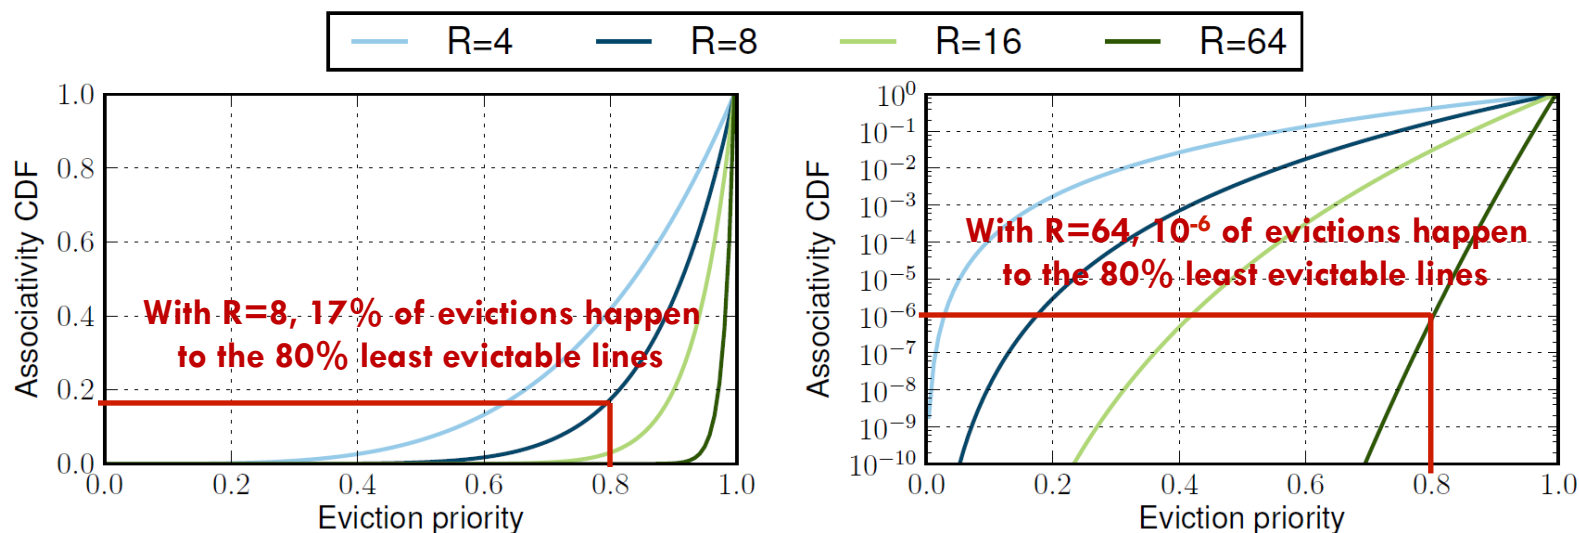 R=4 R=8 R=16 R=64
Associativity CDF
1.0
0.8
0.6
0.4
0.2
0.0
With R=8, 17% of evictions happen
to the 80% least evictable lines
0.0 0.2 0.4 0.6 0.8 1.0
Eviction priority
Associativity CDF
10⁰
10⁻¹
10⁻²
10⁻³
10⁻⁴
10⁻⁵
10⁻⁶
10⁻⁷
10⁻⁸
10⁻⁹
10⁻¹⁰
With R=64, 10⁻⁶ of evictions happen
to the 80% least evictable lines
0.0 0.2 0.4 0.6 0.8 1.0
Eviction priority